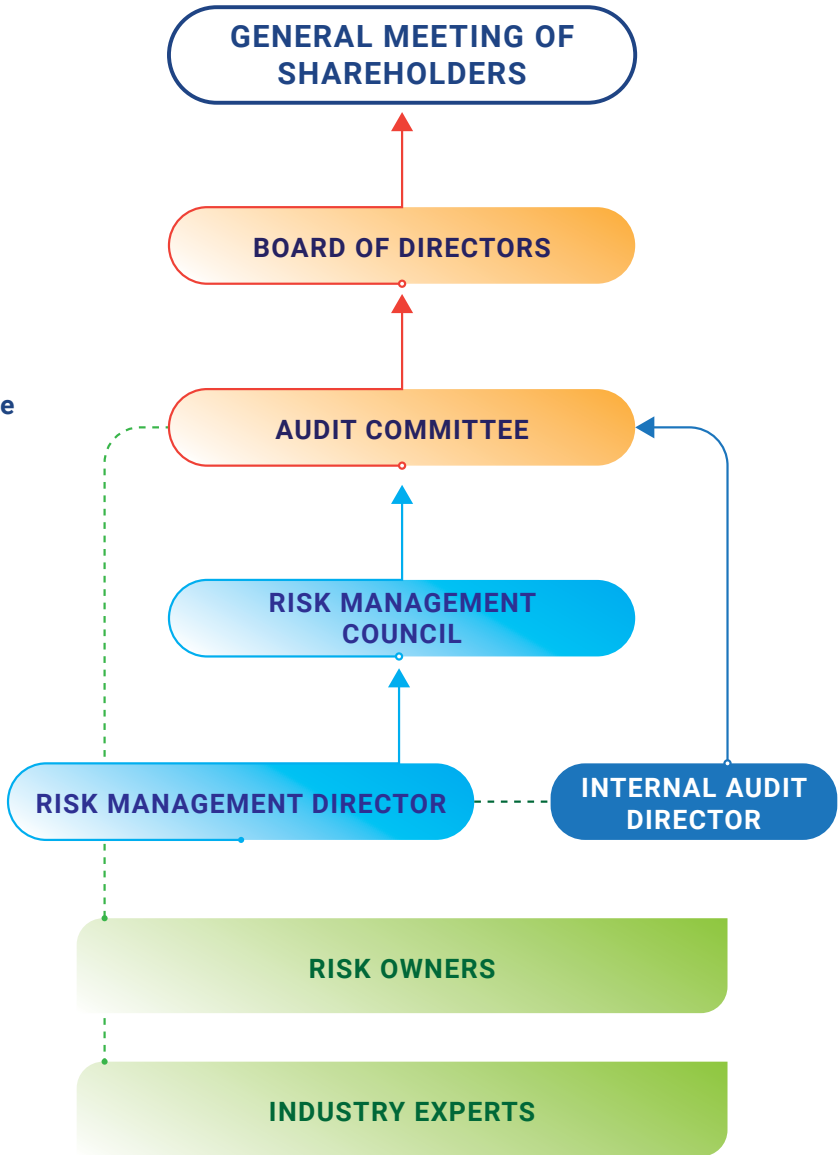 GENERAL MEETING OF
SHAREHOLDERS
BOARD OF DIRECTORS
e
AUDIT COMMITTEE
RISK MANAGEMENT
COUNCIL
RISK MANAGEMENT DIRECTOR
INTERNAL AUDIT
DIRECTOR
RISK OWNERS
INDUSTRY EXPERTS